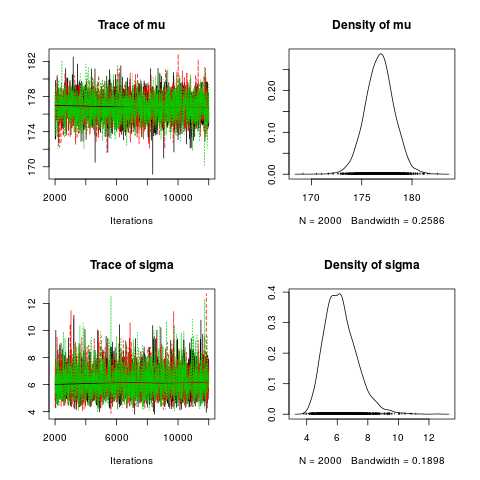 Trace of mu
170 174 178 182
2000 6000 10000
Iterations
Density of mu
0.00 0.10 0.20
170 175 180
N = 2000 Bandwidth = 0.2586
Trace of sigma
4 6 8 10 12
2000 6000 10000
Iterations
Density of sigma
0.0 0.1 0.2 0.3 0.4
4 6 8 10 12
N = 2000 Bandwidth = 0.1898